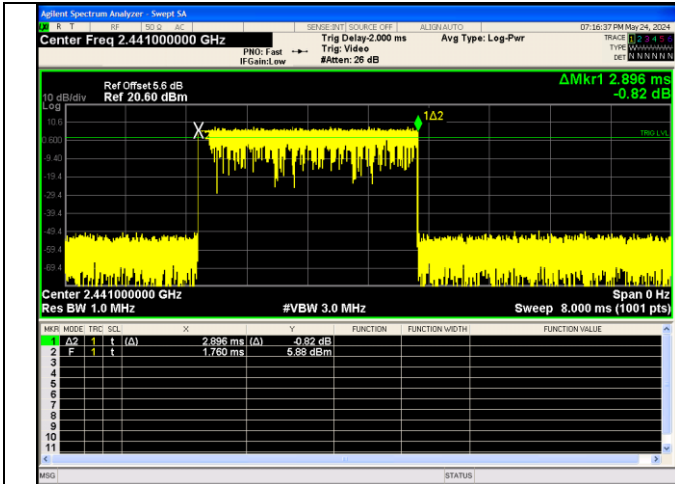 Agilent Spectrum Analyzer - Swept SA
R T RF 50 Ω AC SENSE:INT SOURCE OFF ALIGN AUTO 07:16:37 PM May 24, 2024
Center Freq 2.441000000 GHz Trig Delay-2.000 ms Avg Type: Log-Pwr TRACE 1 2 3 4 5 6
PNO: Fast Trig: Video TYPE WWWWWW
IFGain:Low #Atten: 26 dB DET N N N N N N
ΔMkr1 2.896 ms
Ref Offset 5.6 dB -0.82 dB
10 dB/div Ref 20.60 dBm
Log
1Δ2
10.6
X2
TRIG LVL
0.600
-9.40
-19.4
-29.4
-39.4
-49.4
-59.4
-69.4
Center 2.441000000 GHz Span 0 Hz
Res BW 1.0 MHz #VBW 3.0 MHz Sweep 8.000 ms (1001 pts)
MKR MODE TRC SCL X Y FUNCTION FUNCTION WIDTH FUNCTION VALUE
1 Δ2 1 t (Δ) 2.896 ms (Δ) -0.82 dB
2 F 1 t 1.760 ms 5.88 dBm
3
4
5
6
7
8
9
10
11
MSG STATUS